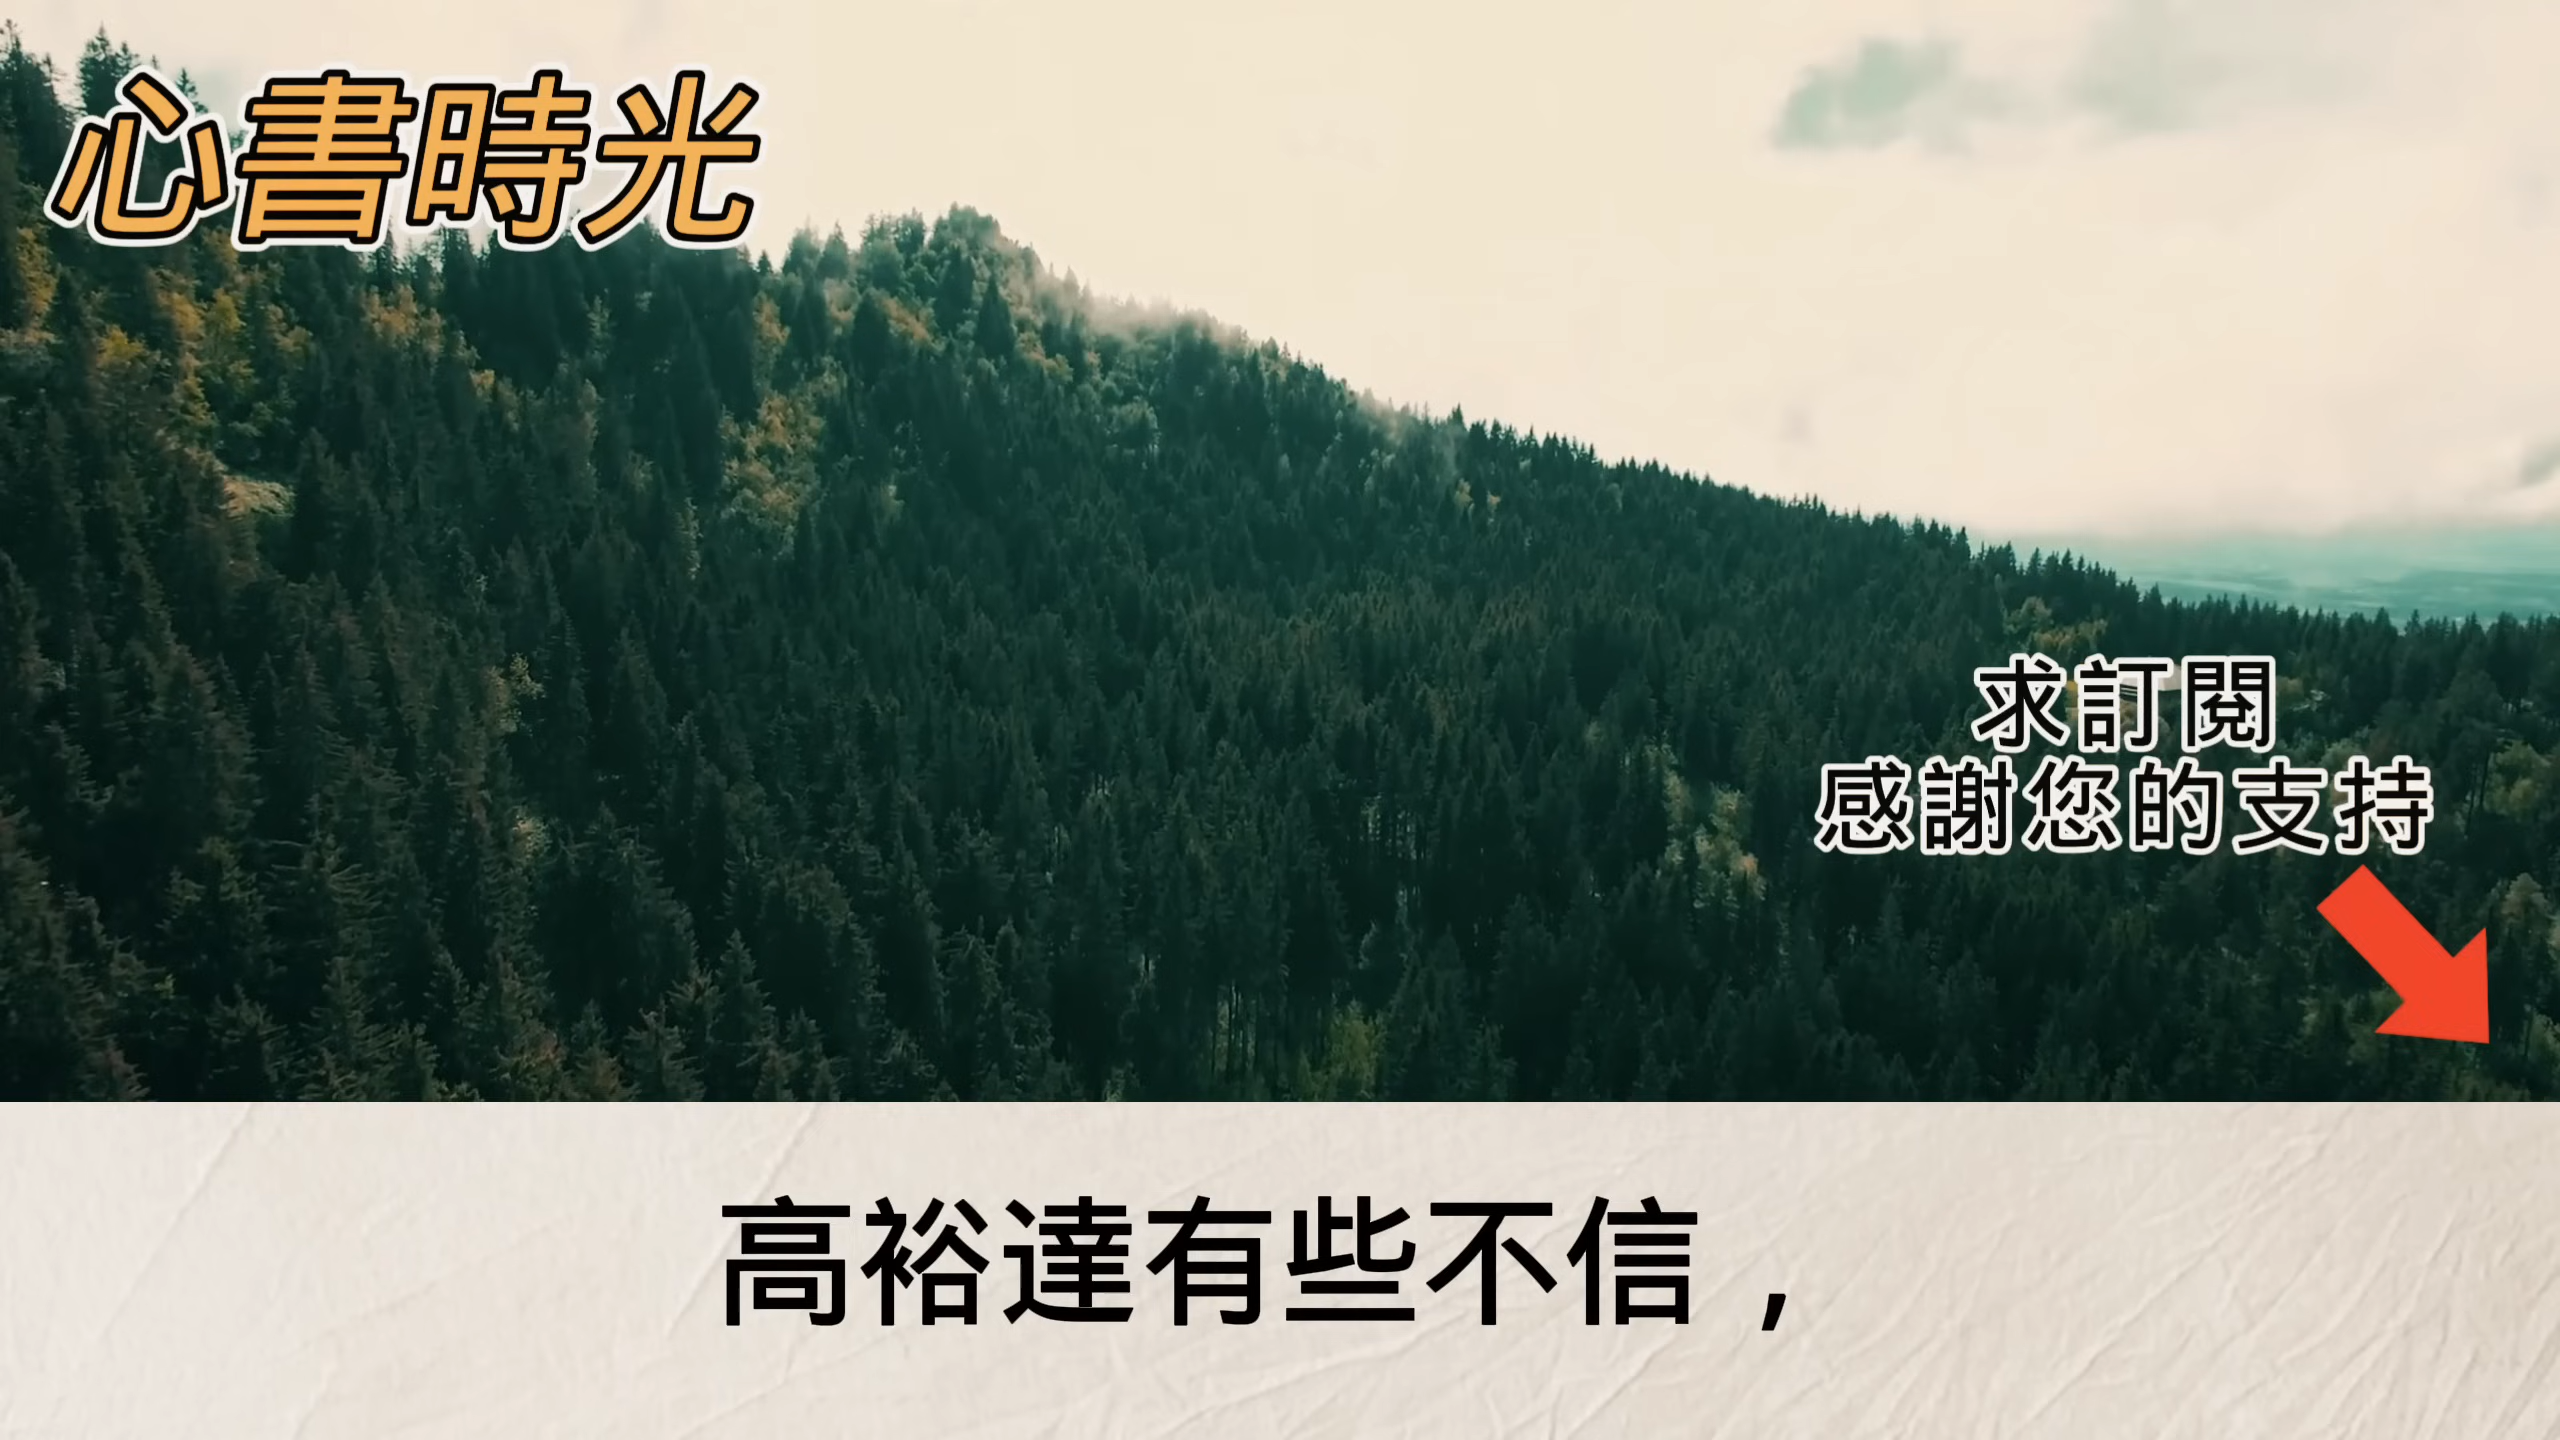 心書時光
求訂閱
感謝您的支持
高裕達有些不信，